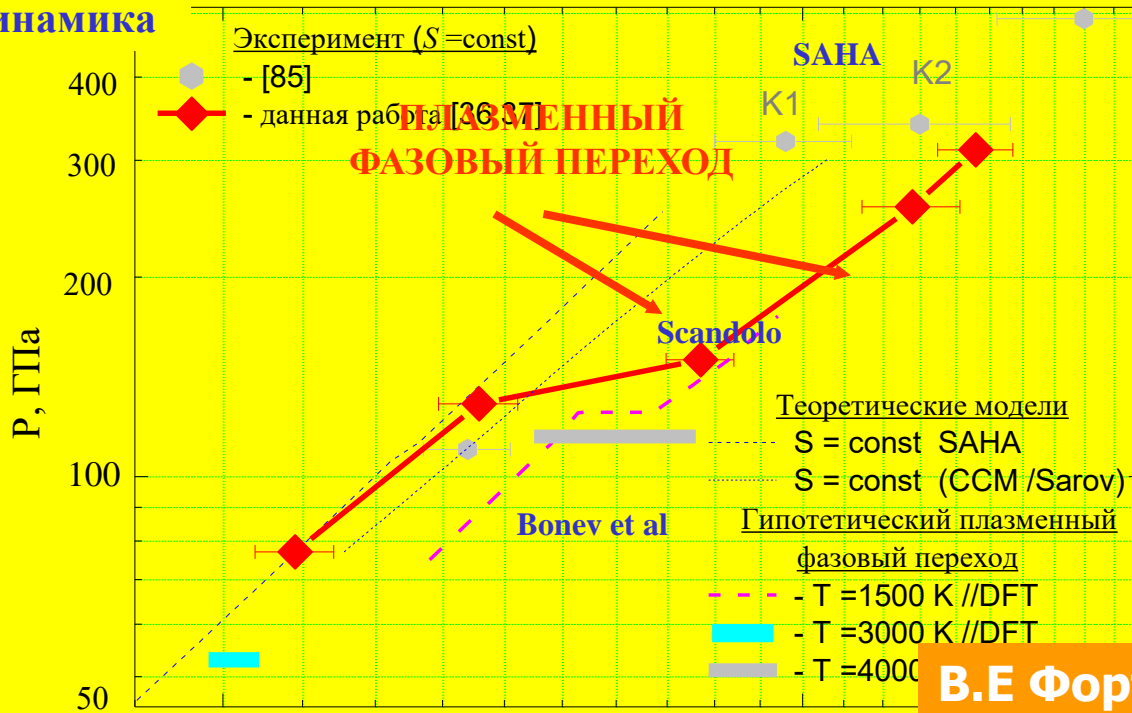 инамика
Эксперимент (S =const)
- [85]
- данная работа [36,37]
ПЛАЗМЕННЫЙ
ФАЗОВЫЙ ПЕРЕХОД
SAHA
K1
K2
400
300
200
100
50
P, ГПа
Scandolo
Bonev et al
Теоретические модели
S = const SAHA
S = const (CCM /Sarov)
Гипотетический плазменный
фазовый переход
- T =1500 K //DFT
- T =3000 K //DFT
- T =4000
В.Е Фор